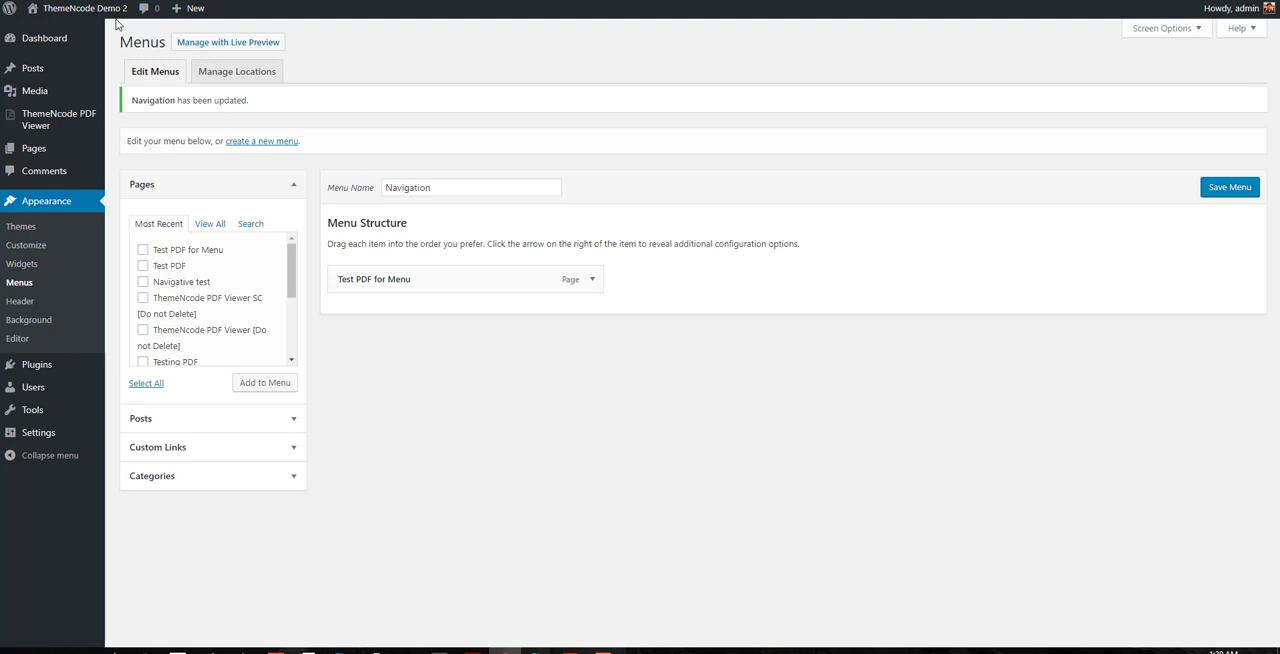 ThemeNcode Demo 2 0 New Howdy, admin
Screen Options Help
Menus Manage with Live Preview
Edit Menus Manage Locations
Navigation has been updated.
Edit your menu below, or create a new menu.
Dashboard
Posts
Media
ThemeNcode PDF
Viewer
Pages
Comments
Appearance
Themes
Customize
Widgets
Menus
Header
Background
Editor
Plugins
Users
Tools
Settings
Collapse menu
Pages
Most Recent View All Search
Test PDF for Menu
Test PDF
Navigative test
ThemeNcode PDF Viewer SC
[Do not Delete]
ThemeNcode PDF Viewer [Do
not Delete]
Testing PDF
Select All Add to Menu
Posts
Custom Links
Categories
Menu Name Navigation Save Menu
Menu Structure
Drag each item into the order you prefer. Click the arrow on the right of the item to reveal additional configuration options.
Test PDF for Menu Page